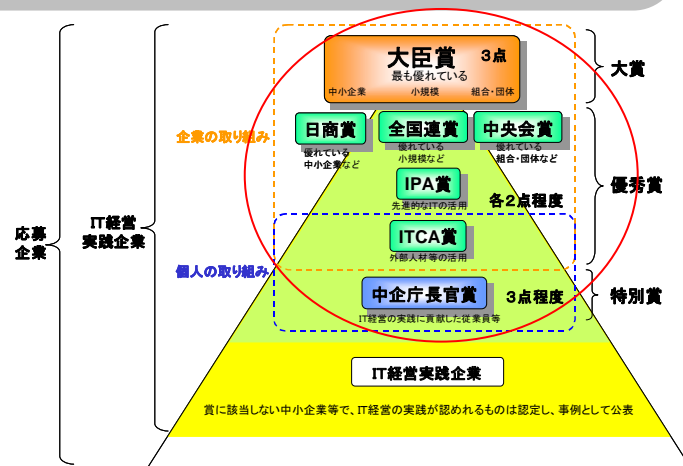 大臣賞 3点
最も優れている
中小企業 小規模 組合・団体
大賞
企業の取り組み
日商賞
優れている
中小企業など
全国連賞
優れている
小規模など
中央会賞
優れている
組合・団体など
IPA賞
先進的なITの活用
各2点程度
優秀賞
ITCA賞
外部人材等の活用
個人の取り組み
中企庁長官賞 3点程度
IT経営の実践に貢献した従業員等
特別賞
応募
企業
IT経営
実践企業
IT経営実践企業
賞に該当しない中小企業等で、IT経営の実践が認めれるものは認定し、事例として公表